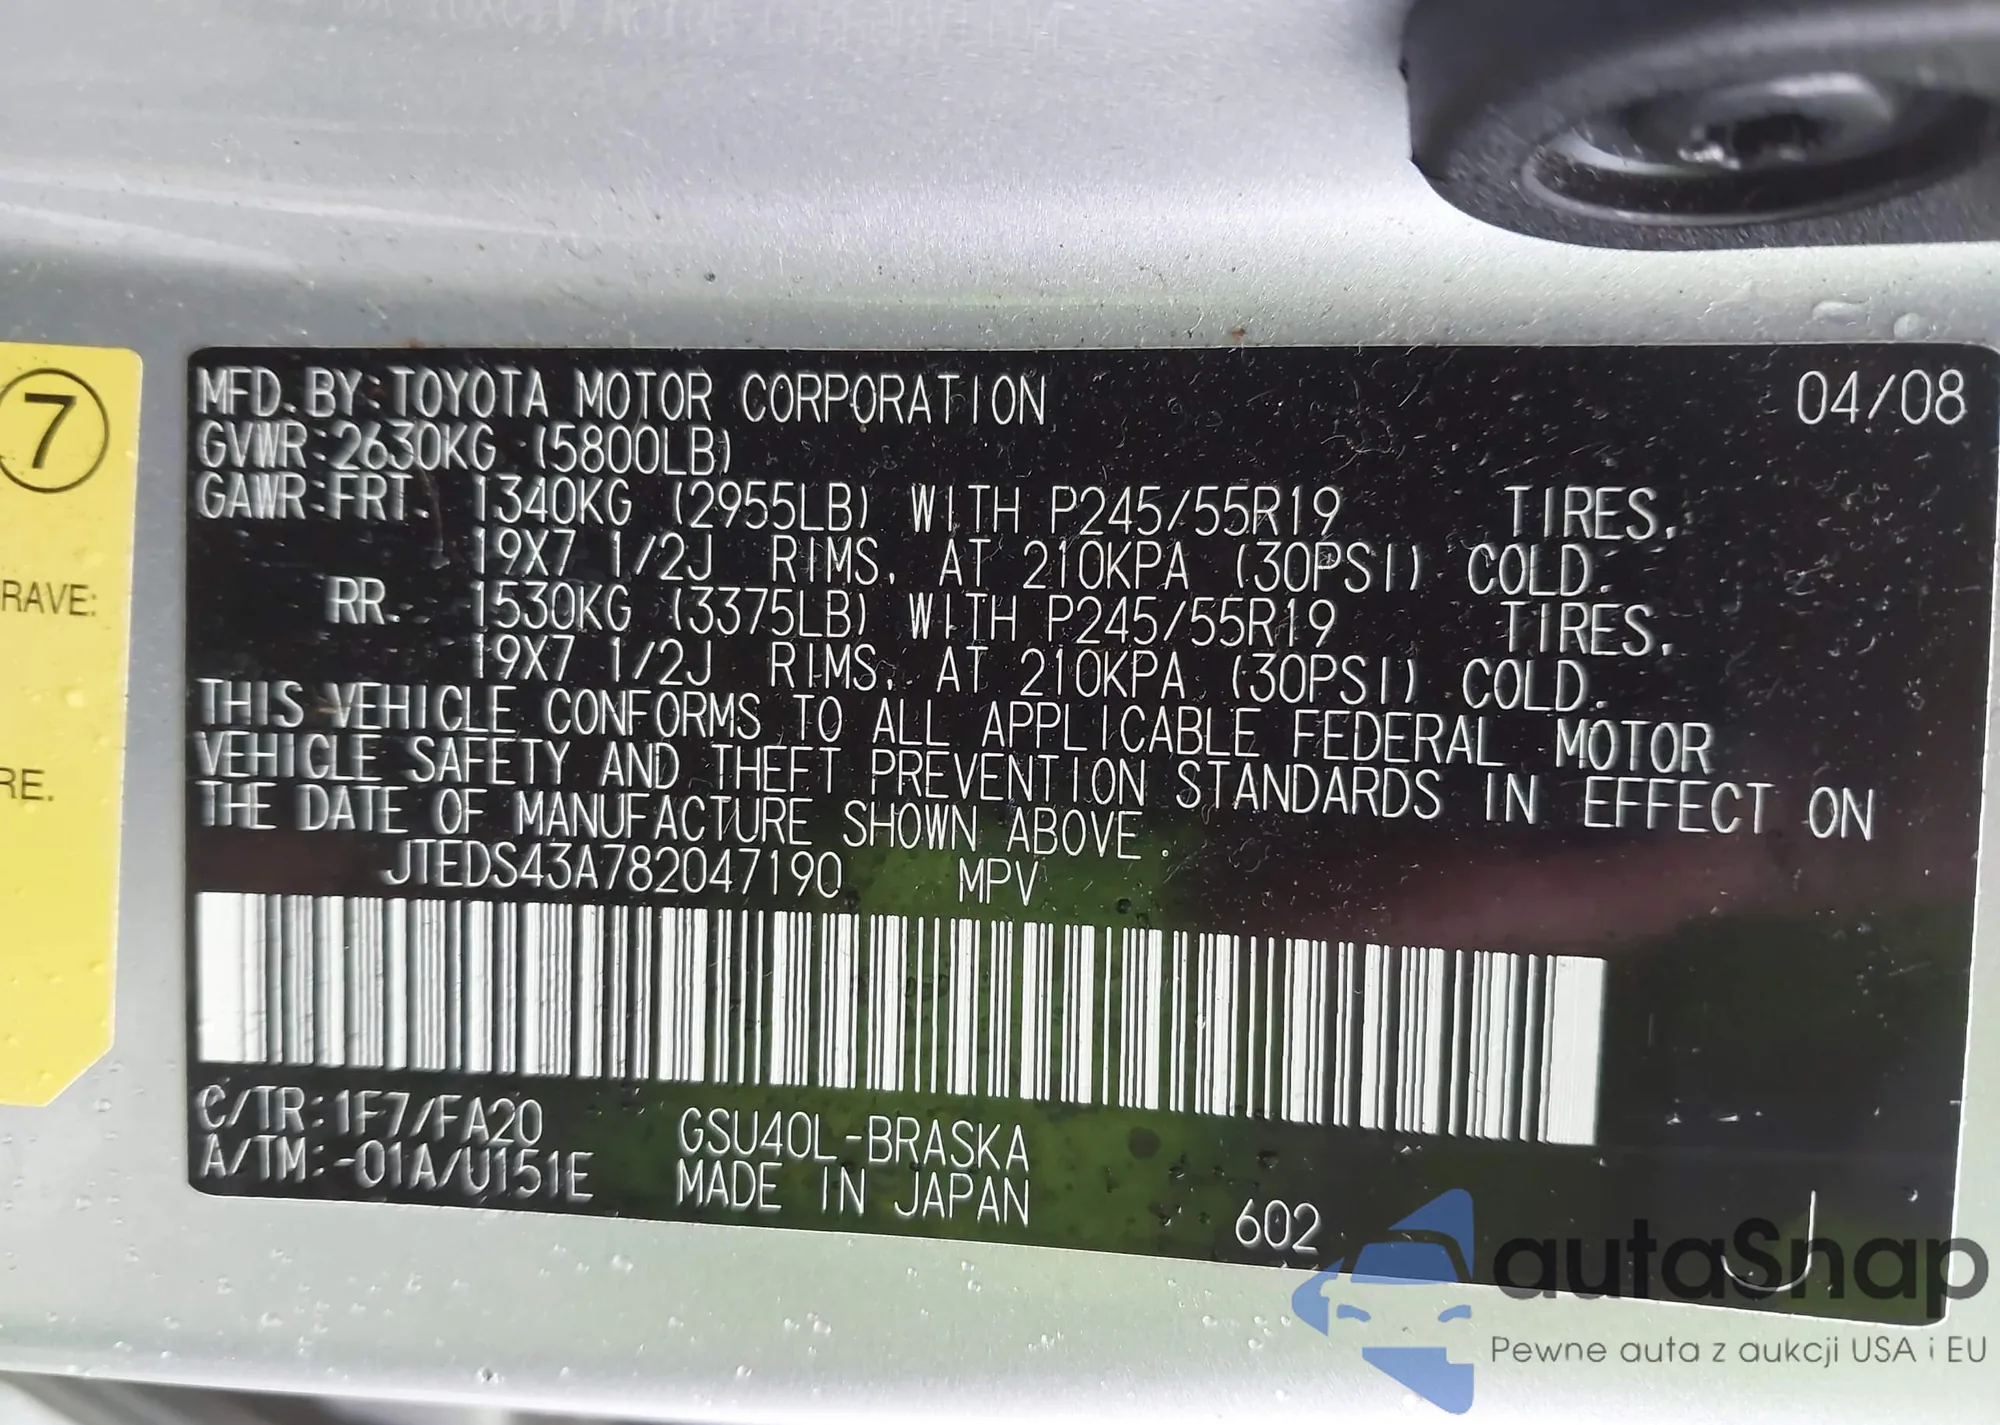 7
RAVE:
RE.
MFD. BY: TOYOTA MOTOR CORPORATION 04/08
GVWR: 2630KG (5800LB)
GAWR: FRT. 1340KG (2955LB) WITH P245/55R19 TIRES.
19X7 1/2J RIMS. AT 210KPA (30PSI) COLD.
RR. 1530KG (3375LB) WITH P245/55R19 TIRES.
19X7 1/2J RIMS. AT 210KPA (30PSI) COLD.
THIS VEHICLE CONFORMS TO ALL APPLICABLE FEDERAL MOTOR
VEHICLE SAFETY AND THEFT PREVENTION STANDARDS IN EFFECT ON
THE DATE OF MANUFACTURE SHOWN ABOVE.
JTEDS43A782047190 MPV
C/TR: 1F7/FA20 GSU40L-BRASKA
A/TM: -01A/U151E MADE IN JAPAN
602 J
autaSnap
Pewne auta z aukcji USA i EU